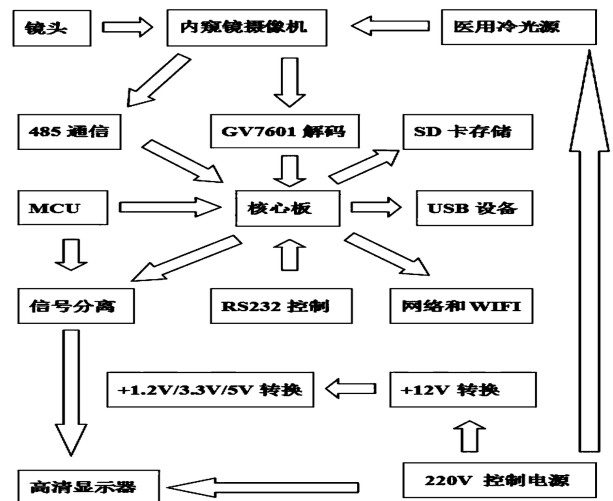 镜头
内窥镜摄像机
医用冷光源
485 通信
GV7601 解码
SD 卡存储
MCU
核心板
USB 设备
信号分离
RS232 控制
网络和 WIFI
+1.2V/3.3V/5V 转换
+12V 转换
高清显示器
220V 控制电源